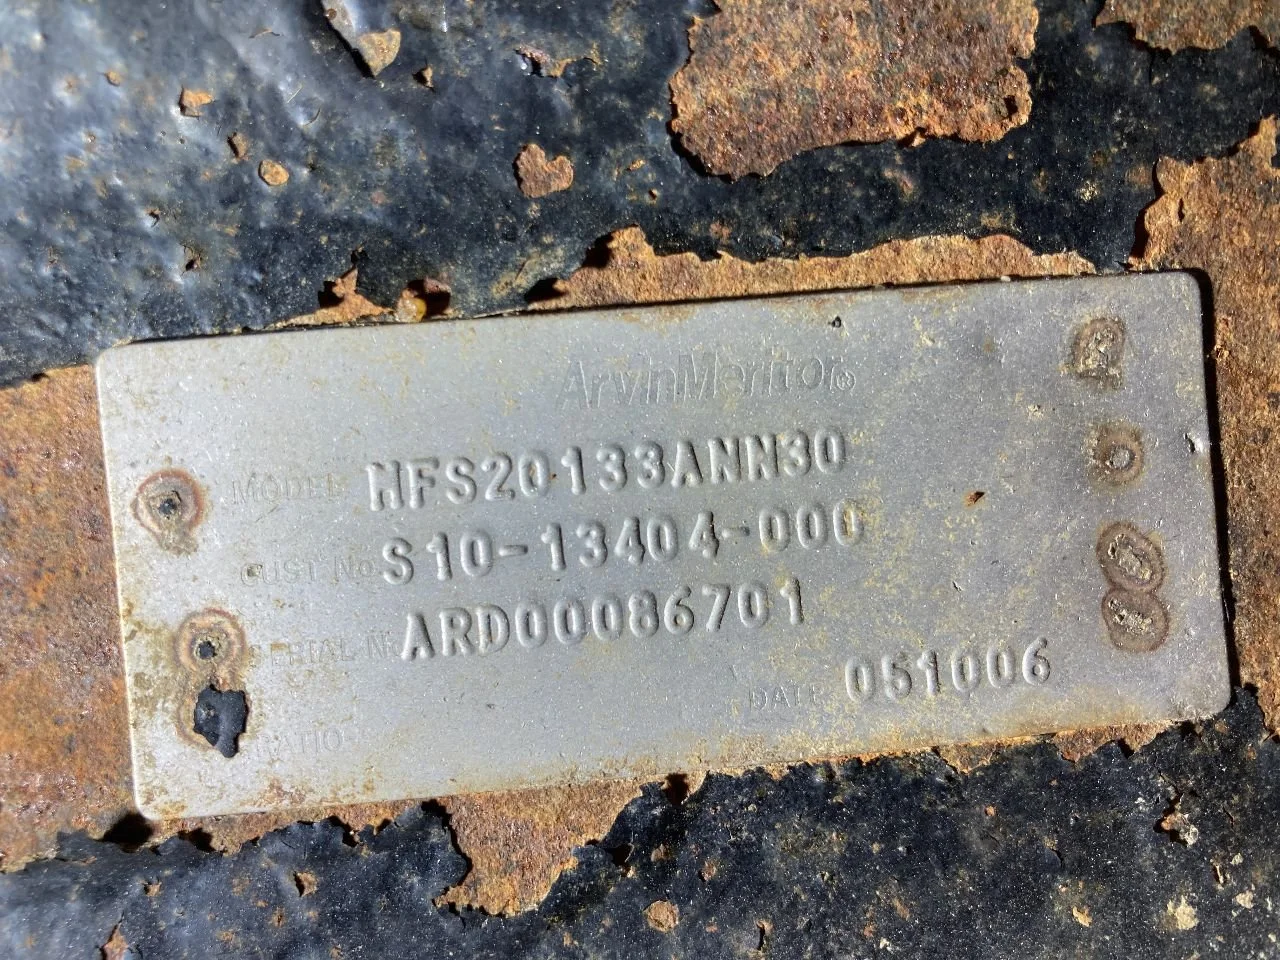 ArvinMeritor®
MODEL MFS20133ANN30
CUST No. S10-13404-000
SERIAL No. ARD00086701
DATE 051006
RATIO